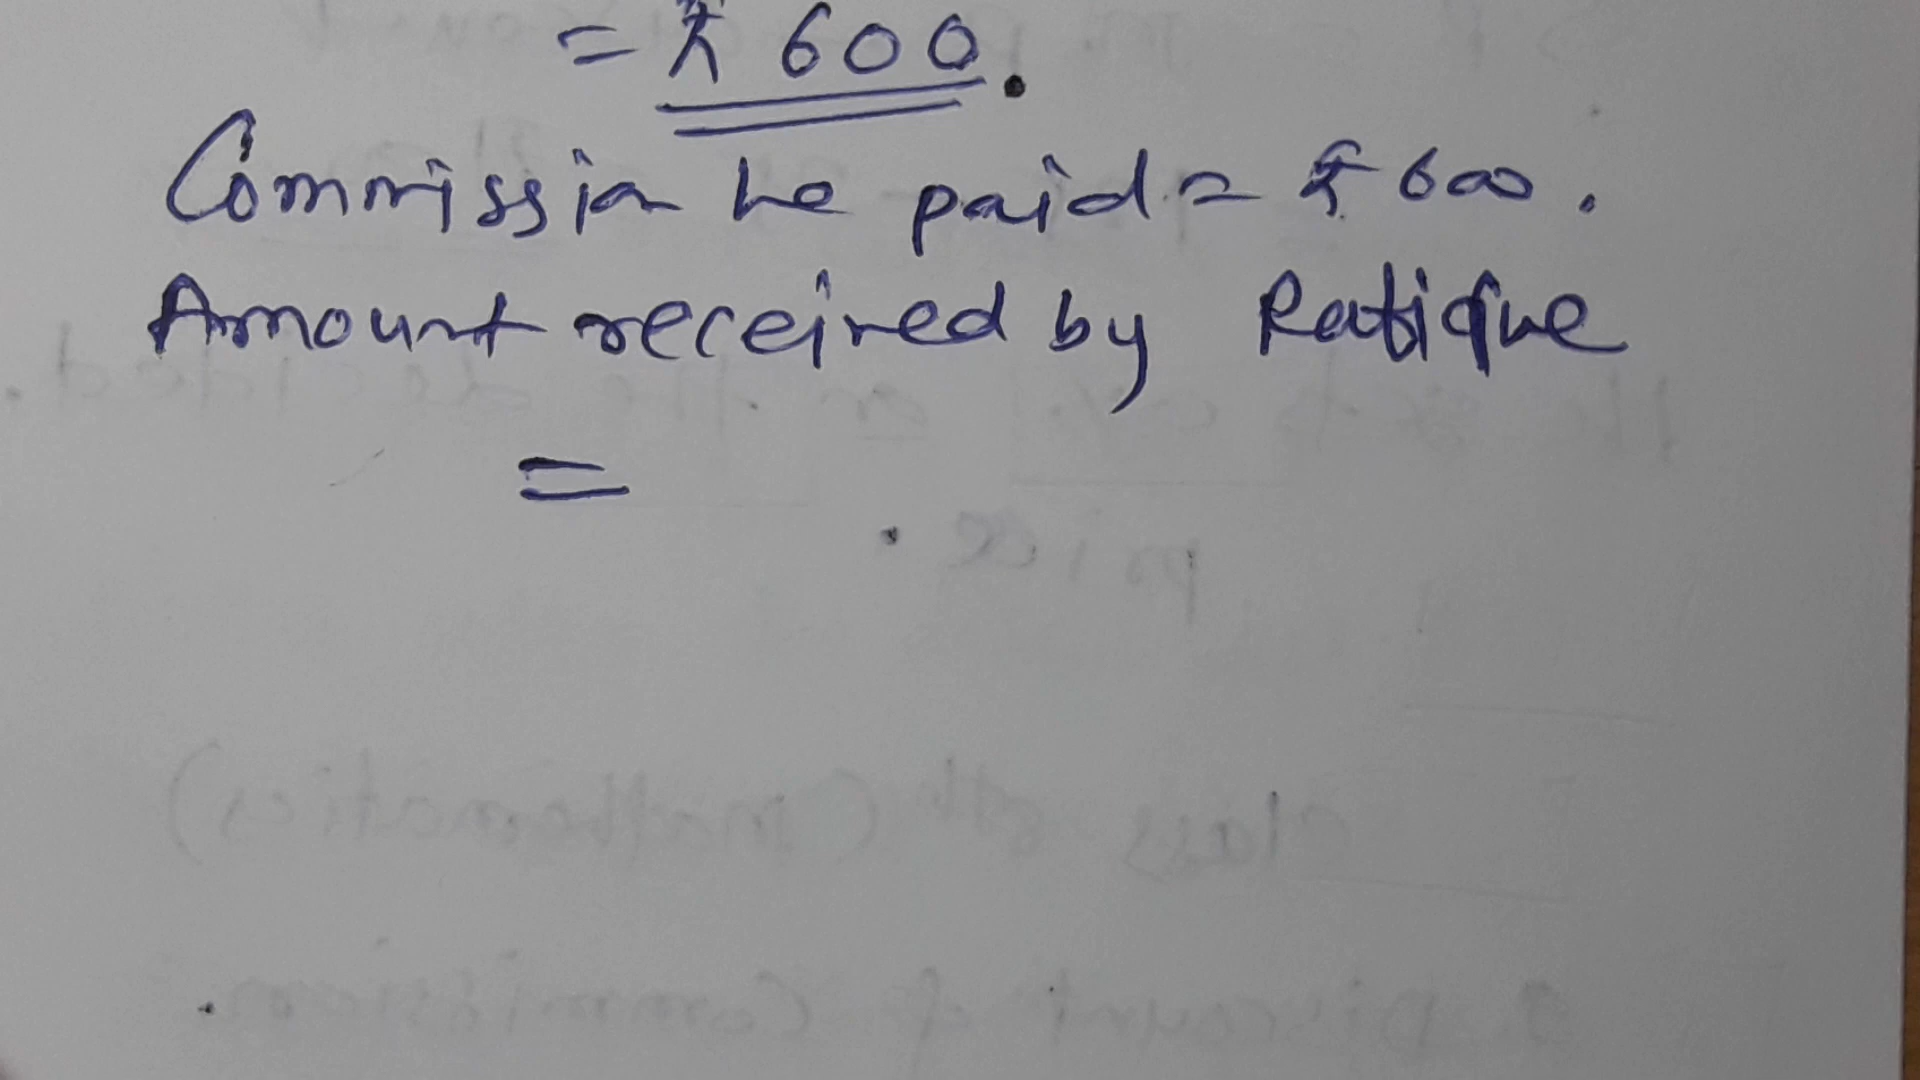 = ₹ 600.
Commission he paid = ₹ 600.
Amount received by Rafique
=